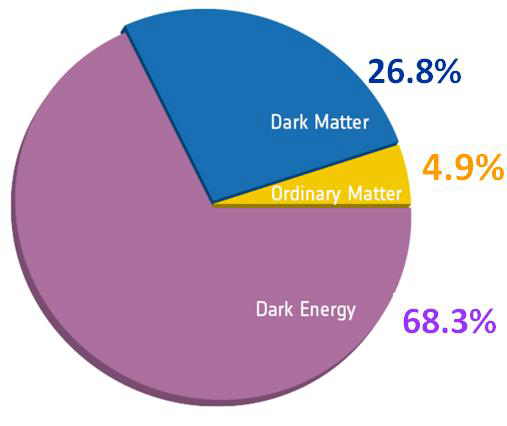 26.8%
Dark Matter
4.9%
Ordinary Matter
Dark Energy
68.3%